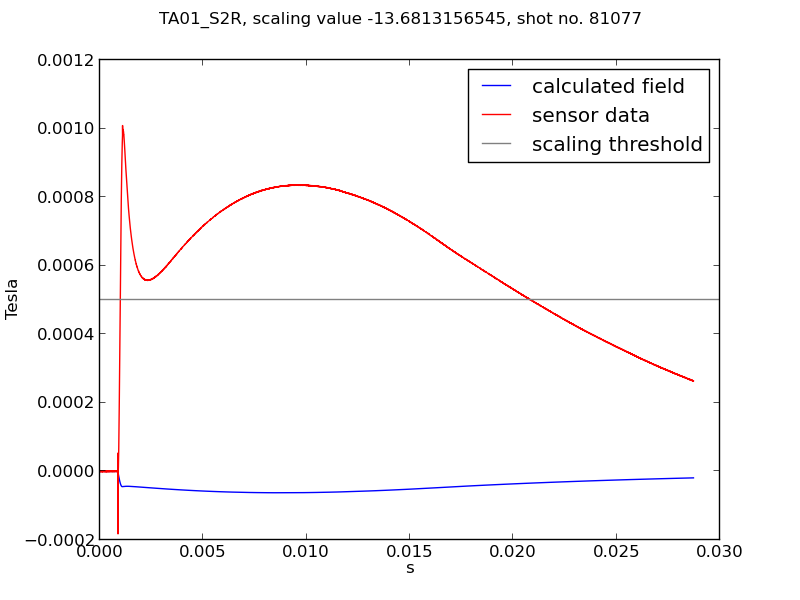 TA01_S2R, scaling value -13.6813156545, shot no. 81077
calculated field
sensor data
scaling threshold
Tesla
0.0012
0.0010
0.0008
0.0006
0.0004
0.0002
0.0000
−0.0002
0.000
0.005
0.010
0.015
0.020
0.025
0.030
s